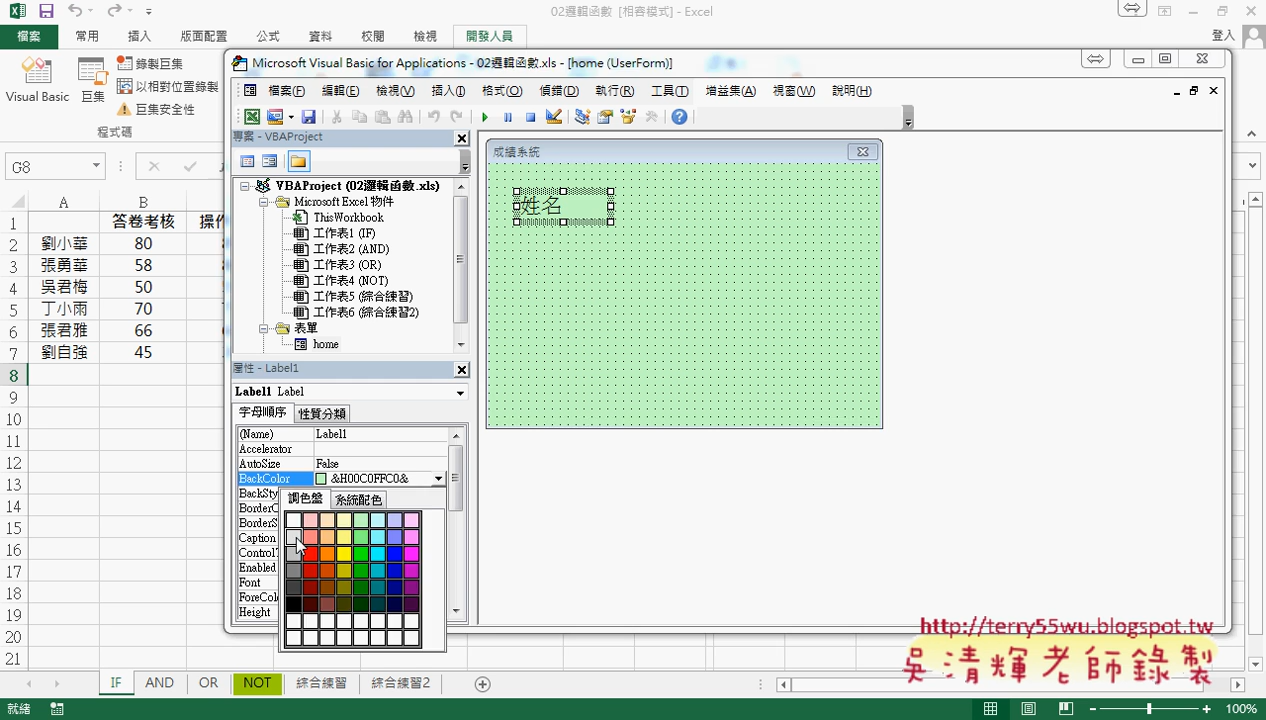 02邏輯函數 [相容模式] - Excel
檔案 常用 插入 版面配置 公式 資料 校閱 檢視 開發人員 登入
Visual Basic 巨集 錄製巨集
以相對位置錄製
巨集安全性
程式碼
G8
A B
1 答卷考核 操作
2 劉小華 80
3 張勇華 58
4 吳君梅 50
5 丁小雨 70
6 張君雅 66
7 劉自強 45
8
9
10
11
12
13
14
15
16
17
18
19
20
21
Microsoft Visual Basic for Applications - 02邏輯函數.xls - [home (UserForm)]
檔案(F) 編輯(E) 檢視(V) 插入(I) 格式(O) 偵錯(D) 執行(R) 工具(T) 增益集(A) 視窗(W) 說明(H)
專案 - VBAProject
VBAProject (02邏輯函數.xls)
Microsoft Excel 物件
ThisWorkbook
工作表1 (IF)
工作表2 (AND)
工作表3 (OR)
工作表4 (NOT)
工作表5 (綜合練習)
工作表6 (綜合練習2)
表單
home
屬性 - Label1
Label1 Label
字母順序 性質分類
(Name) Label1
Accelerator
AutoSize False
BackColor &H00C0FFC0&
BackSty
BorderC
BorderS
Caption
ControlT
Enabled
Font
ForeColo
Height
調色盤 系統配色
成績系統
姓名
http://terry55wu.blogspot.tw
吳清輝老師錄製
IF AND OR NOT 綜合練習 綜合練習2
就緒 100%